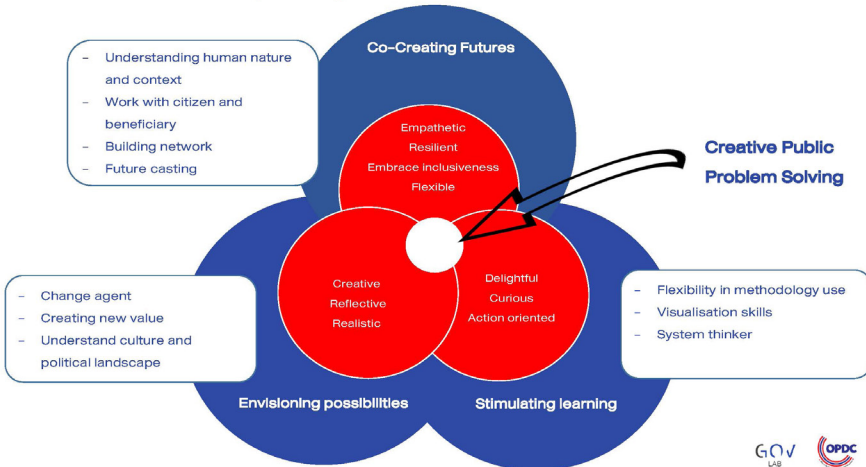 Co-Creating Futures
- Understanding human nature
and context
- Work with citizen and
beneficiary
- Building network
- Future casting
Empathetic
Resilient
Embrace inclusiveness
Flexible
Creative Public
Problem Solving
Creative
Reflective
Realistic
Delightful
Curious
Action oriented
- Change agent
- Creating new value
- Understand culture and
political landscape
- Flexibility in methodology use
- Visualisation skills
- System thinker
Envisioning possibilities
Stimulating learning
GOV
LAB
OPDC